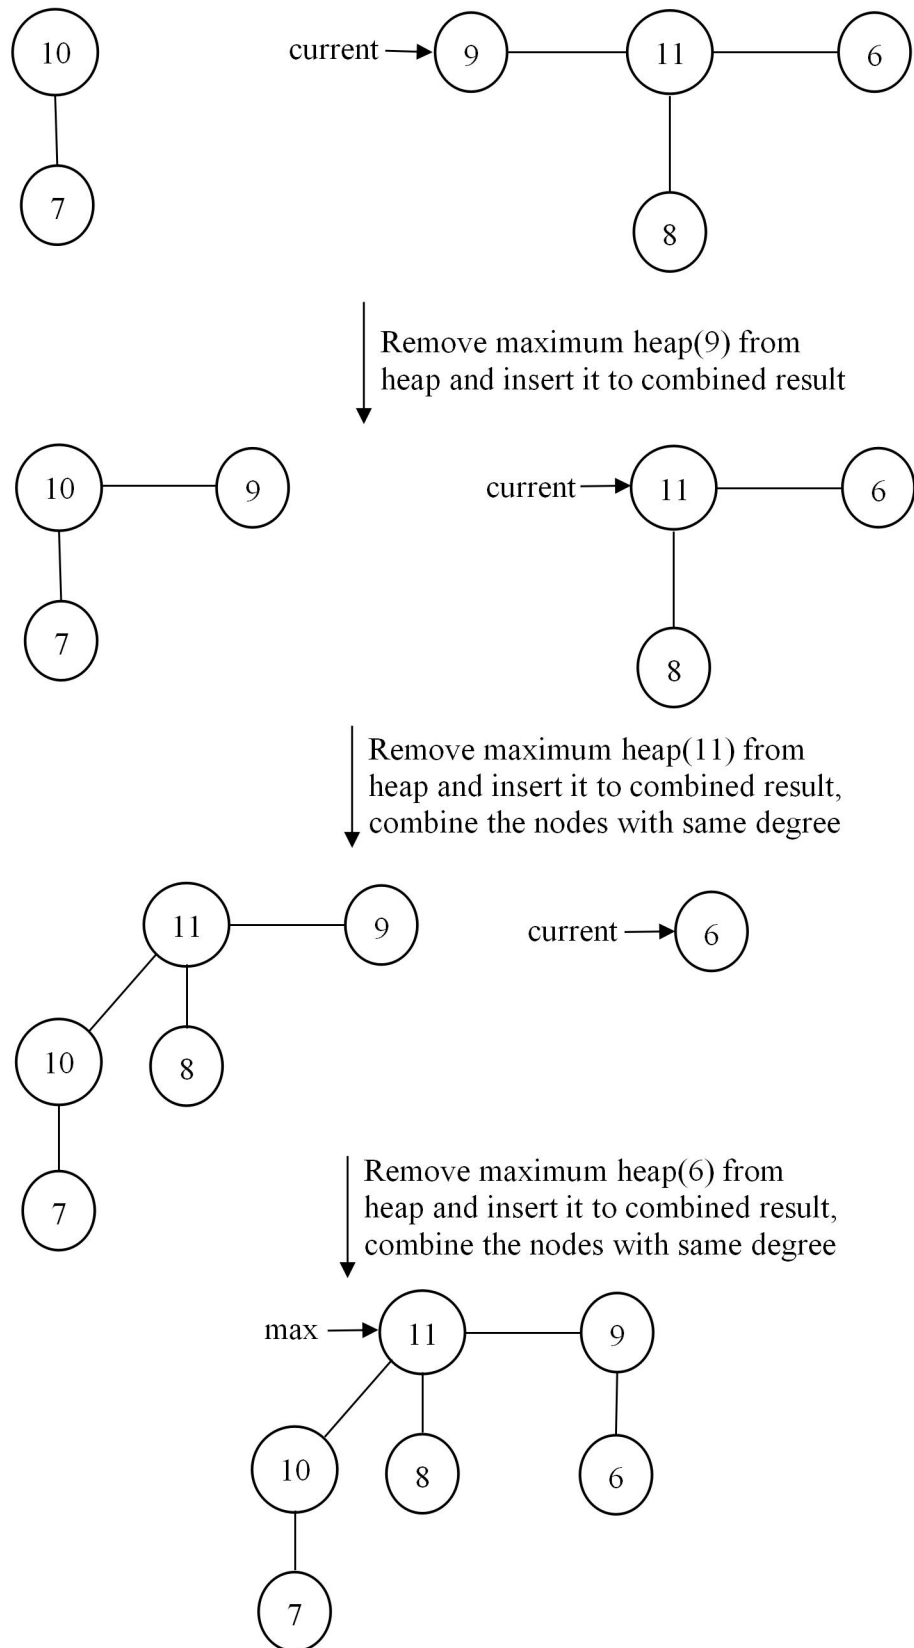 10
current
9
11
6
7
8
Remove maximum heap(9) from
heap and insert it to combined result
10
9
current
11
6
7
8
Remove maximum heap(11) from
heap and insert it to combined result,
combine the nodes with same degree
11
9
current
6
10
8
7
Remove maximum heap(6) from
heap and insert it to combined result,
combine the nodes with same degree
max
11
9
10
8
6
7